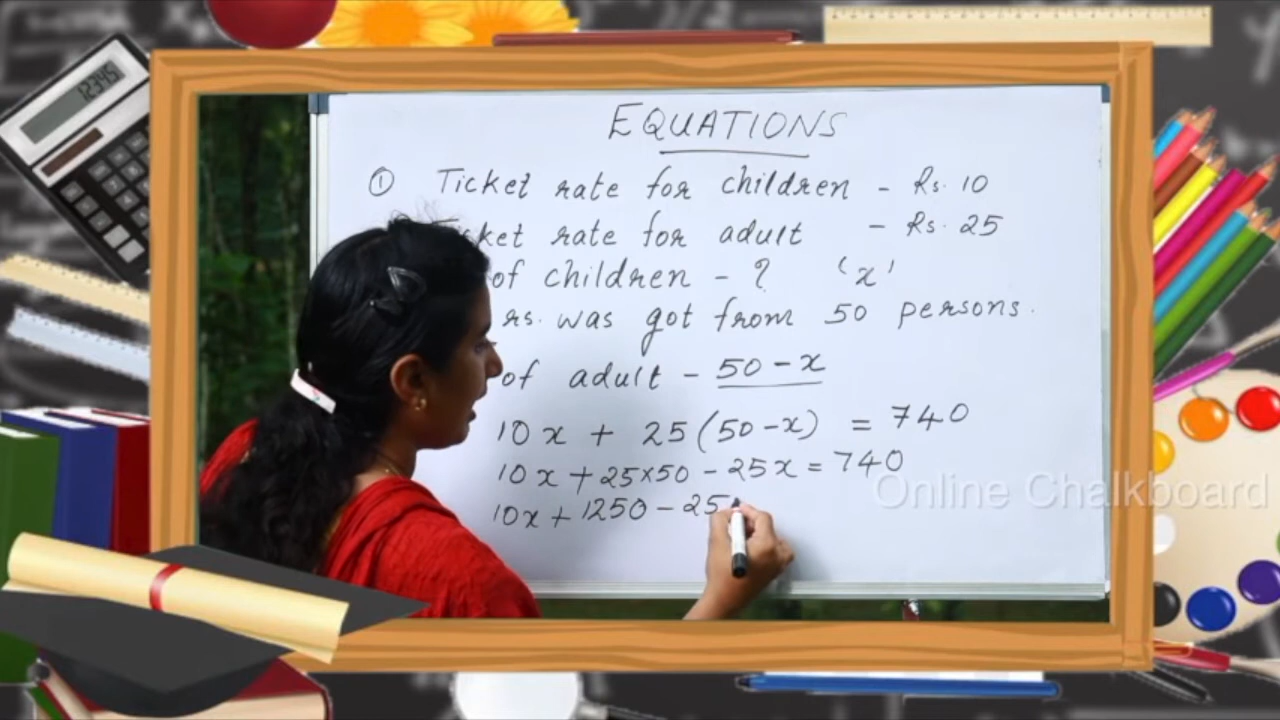 12345
EQUATIONS
① Ticket rate for children - Rs. 10
rate for adult - Rs. 25
of children - ? 'x'
rs. was got from 50 persons.
of adult - 50-x
10x + 25(50-x) = 740
10x + 25×50 - 25x = 740
10x + 1250 - 25
Online Chalkboard